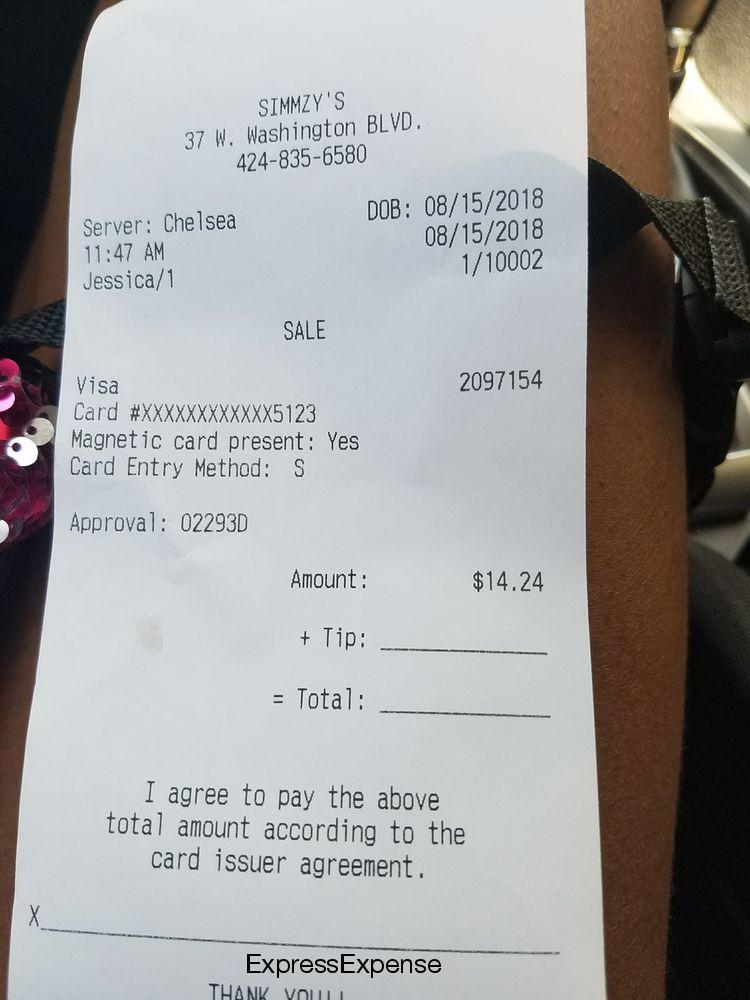 SIMMZY'S
37 W. Washington BLVD.
424-835-6580
Server: Chelsea DOB: 08/15/2018
11:47 AM 08/15/2018
Jessica/1 1/10002
SALE
Visa 2097154
Card #XXXXXXXXXXXX5123
Magnetic card present: Yes
Card Entry Method: S
Approval: 02293D
Amount: $14.24
+ Tip: ____________
= Total: ____________
I agree to pay the above
total amount according to the
card issuer agreement.
X____________
ExpressExpense
THANK YOU!!